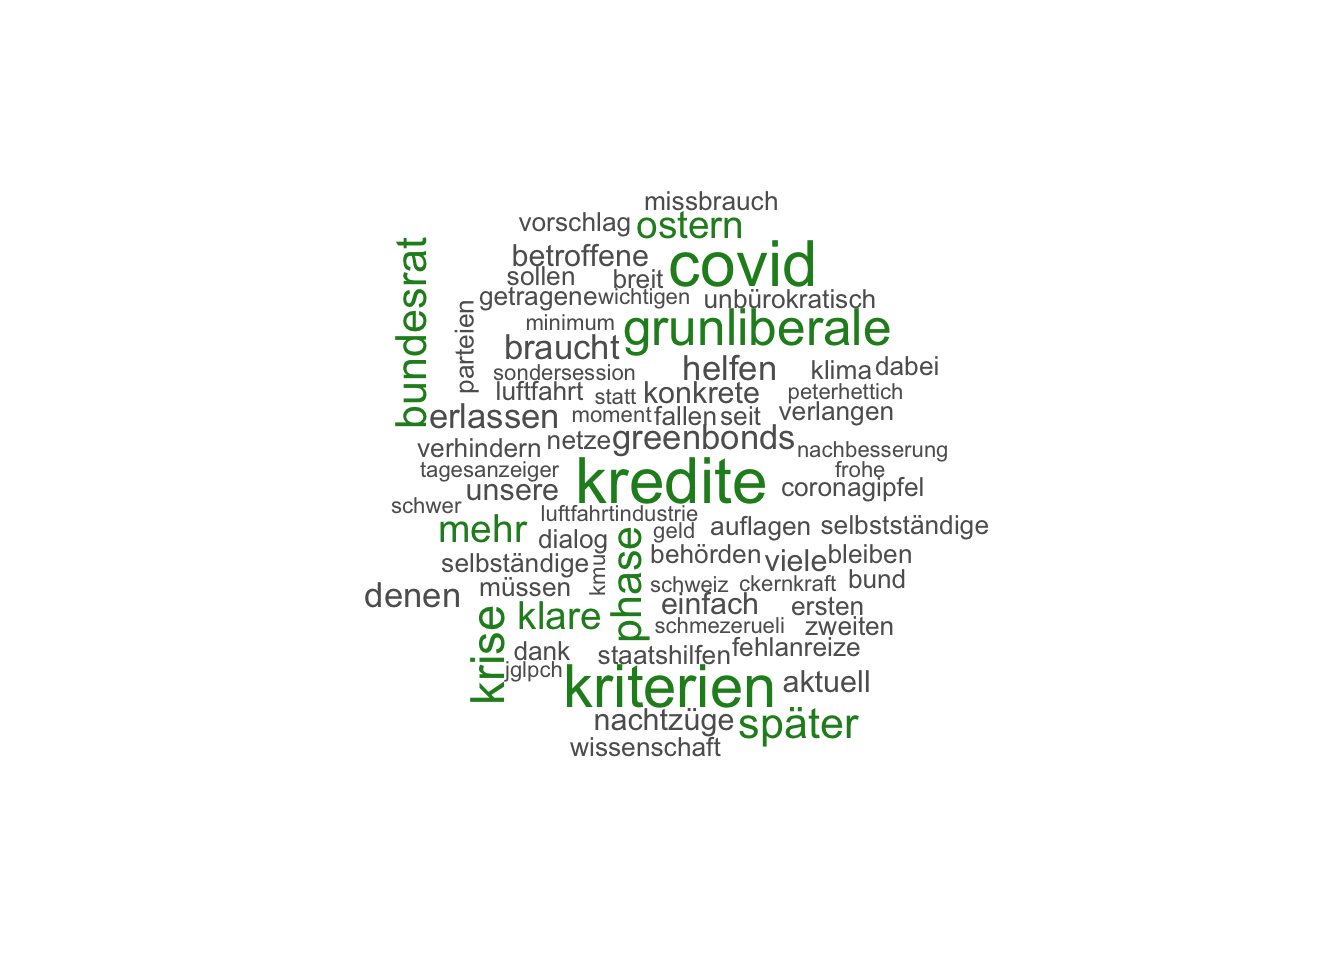 missbrauch
vorschlag
ostern
bundesrat
betroffene
covid
sollen
breit
getragene
wichtigen
unbürokratisch
parteien
minimum
grunliberale
braucht
sondersession
helfen
klima
dabei
luftfahrt
statt
konkrete
peterhettich
erlassen
moment
fallen
seit
verlangen
verhindern
netze
greenbonds
nachbesserung
tagesanzeiger
kredite
frohe
unsere
coronagipfel
schwer
luftfahrtindustrie
mehr
dialog
phase
geld
auflagen
selbstständige
selbständige
kmug
behörden
viele
bleiben
denen
müssen
schweiz
ckernkraft
bund
krise
klare
einfach
ersten
schmezerueli
zweiten
dank
staatshilfen
fehlanreize
jglpch
kriterien
aktuell
nachtzüge
später
wissenschaft